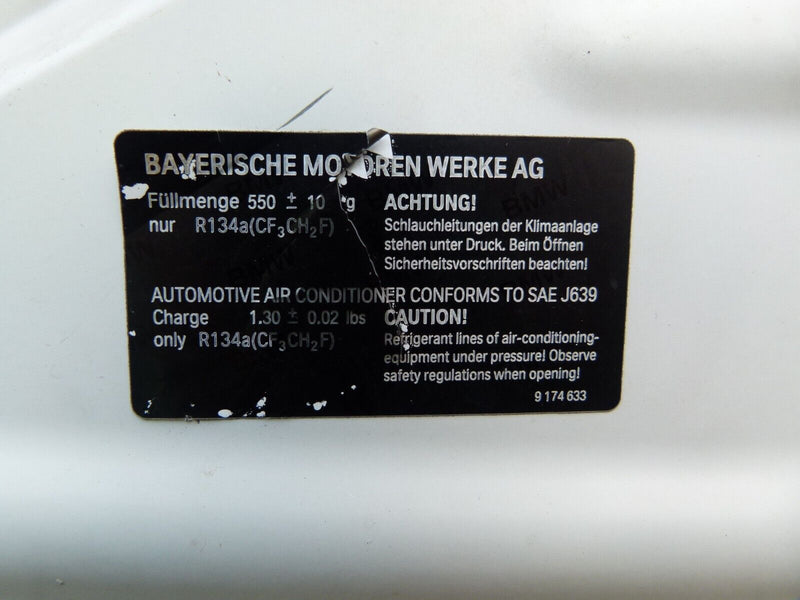 BAYERISCHE MOTOREN WERKE AG
Füllmenge 550 ± 10 g
nur R134a(CF₃CH₂F)
ACHTUNG!
Schlauchleitungen der Klimaanlage
stehen unter Druck. Beim Öffnen
Sicherheitsvorschriften beachten!
AUTOMOTIVE AIR CONDITIONER CONFORMS TO SAE J639
Charge 1.30 ± 0.02 lbs
only R134a(CF₃CH₂F)
CAUTION!
Refrigerant lines of air-conditioning-
equipment under pressure! Observe
safety regulations when opening!
9 174 633
BMW